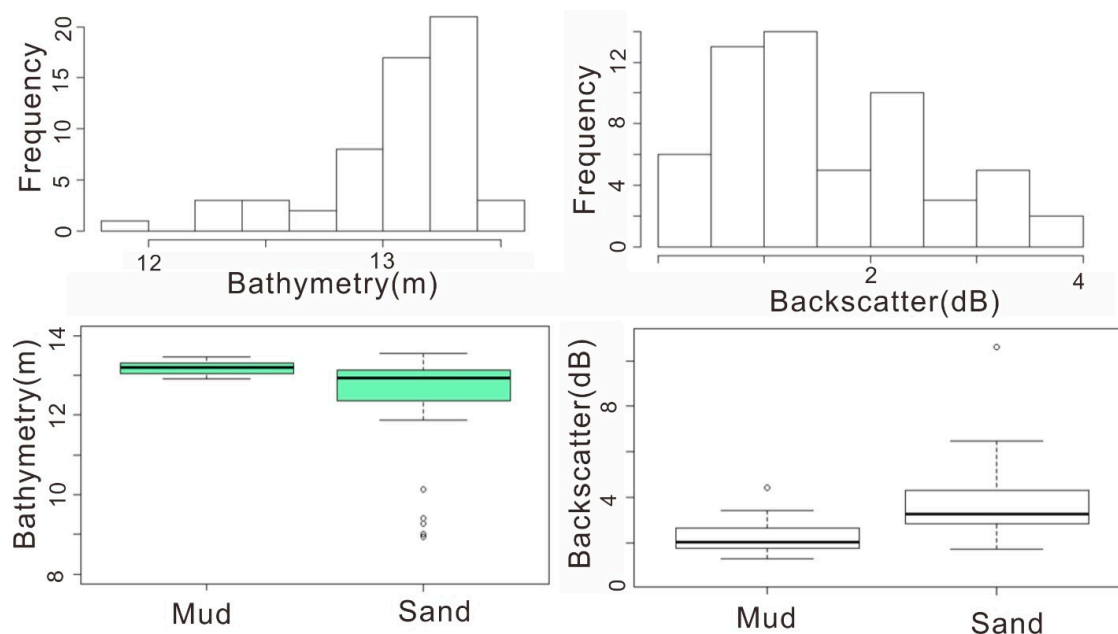 Frequency
20
15
10
5
0
12
13
Bathymetry(m)
Frequency
12
8
4
0
2
4
Backscatter(dB)
Bathymetry(m)
14
12
10
8
Mud
Sand
Backscatter(dB)
8
4
0
Mud
Sand